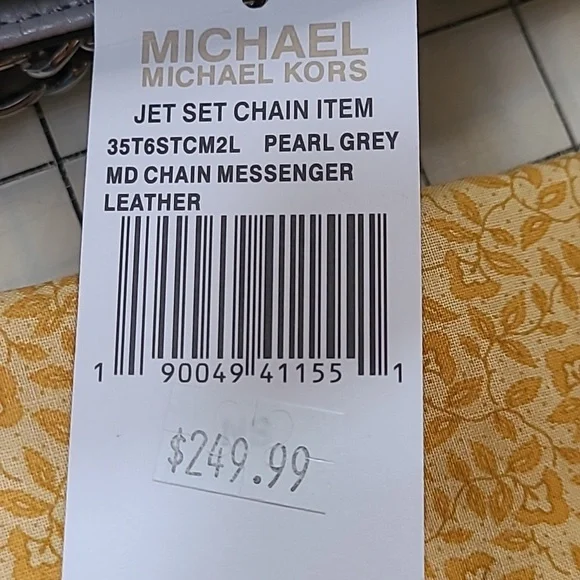 MICHAEL
MICHAEL KORS
JET SET CHAIN ITEM
35T6STCM2L PEARL GREY
MD CHAIN MESSENGER
LEATHER
1 90049 41155 1
$249.99